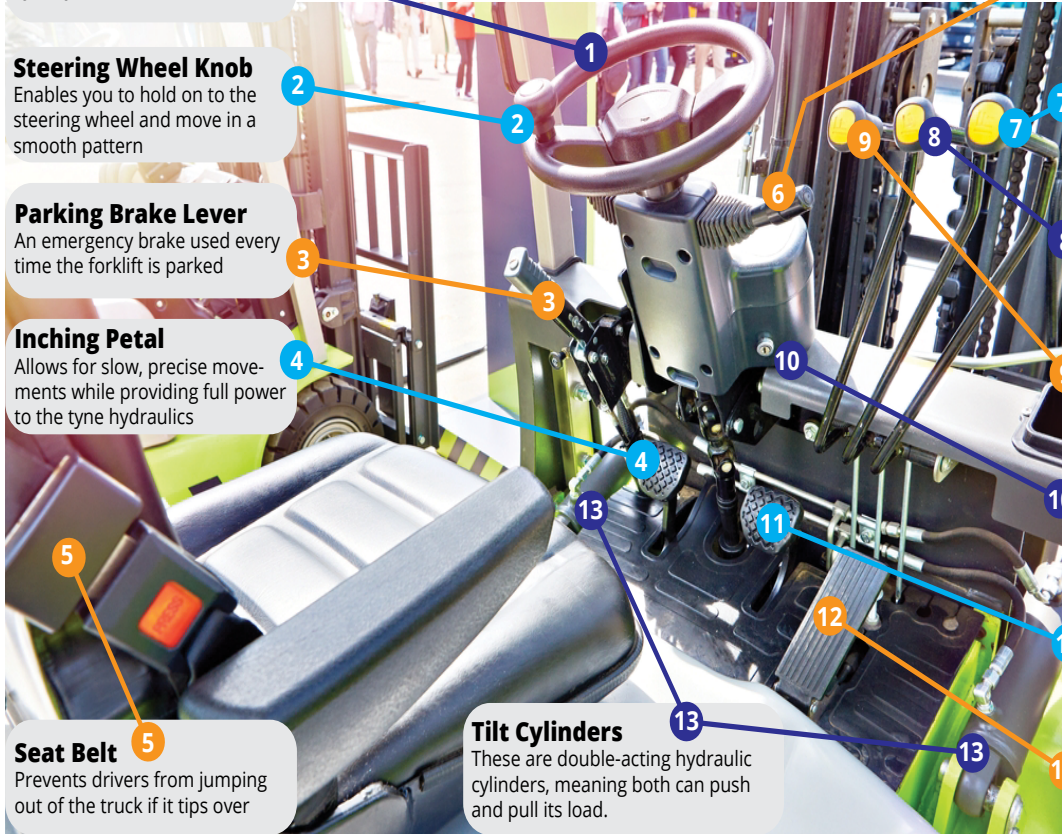 1
Steering Wheel Knob
Enables you to hold on to the
steering wheel and move in a
smooth pattern
2
2
Parking Brake Lever
An emergency brake used every
time the forklift is parked
3
3
Inching Petal
Allows for slow, precise move-
ments while providing full power
to the tyne hydraulics
4
4
5
Seat Belt
5
Prevents drivers from jumping
out of the truck if it tips over
6
7
7
8
9
10
11
12
13
13
13
Tilt Cylinders
These are double-acting hydraulic
cylinders, meaning both can push
and pull its load.
PRESS